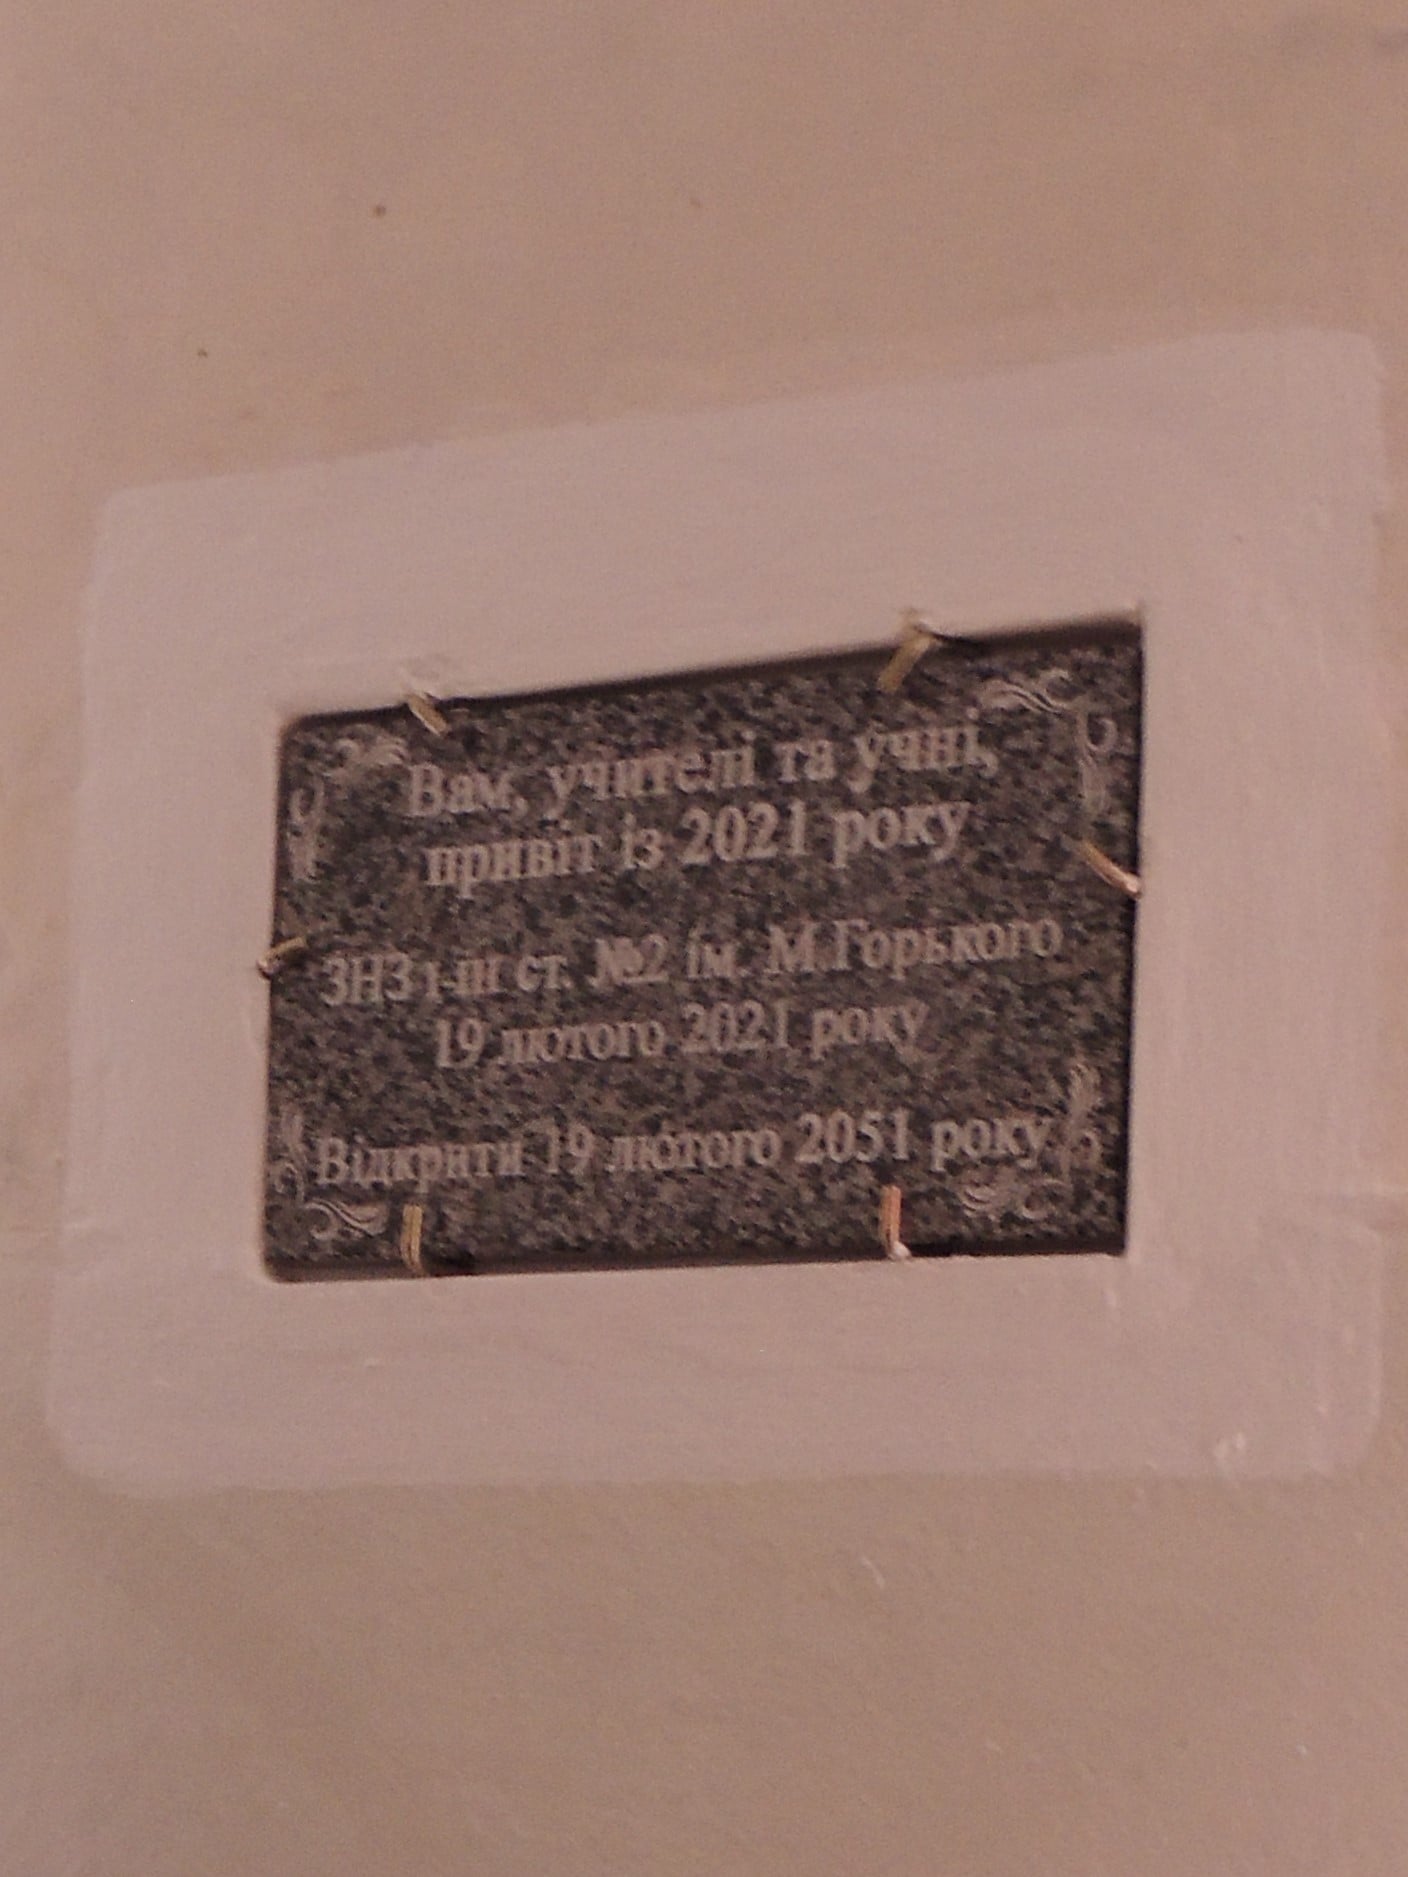 Вам, учителі та учні,
привіт із 2021 року
ЗНЗ І-ІІІ ст. №2 ім. М.Горького
19 лютого 2021 року
Відкрити 19 лютого 2051 року